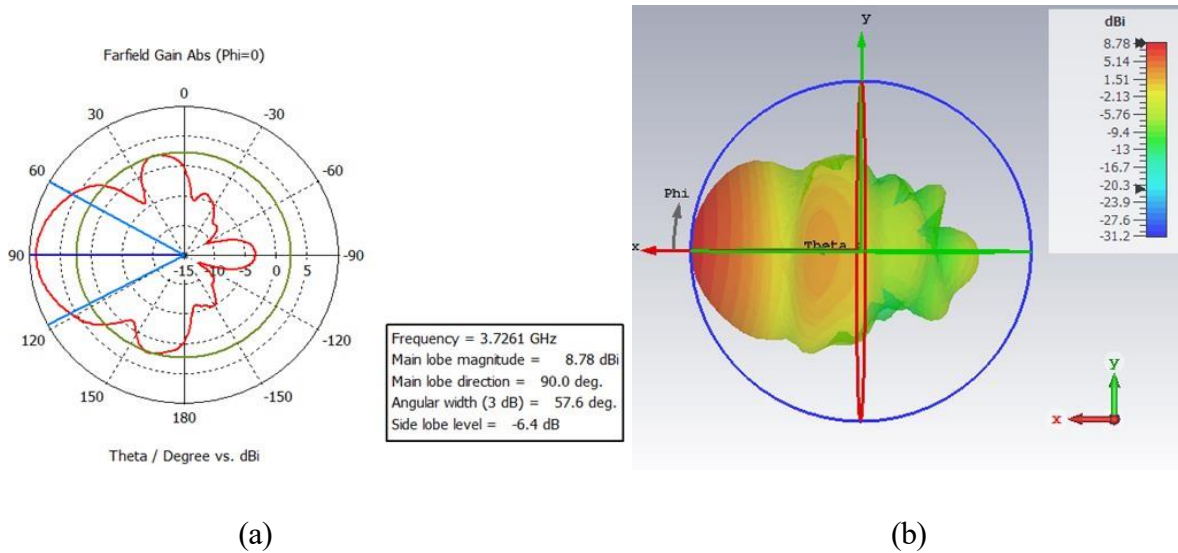 Farfield Gain Abs (Phi=0)
0
30 -30
60 -60
90 -15 -10 -5 0 5 -90
120 -120
150 -150
180
Theta / Degree vs. dBi
Frequency = 3.7261 GHz
Main lobe magnitude = 8.78 dBi
Main lobe direction = 90.0 deg.
Angular width (3 dB) = 57.6 deg.
Side lobe level = -6.4 dB
y
Phi
x
Theta
dBi
8.78
5.14
1.51
-2.13
-5.76
-9.4
-13
-16.7
-20.3
-23.9
-27.6
-31.2
y
x
(a) (b)